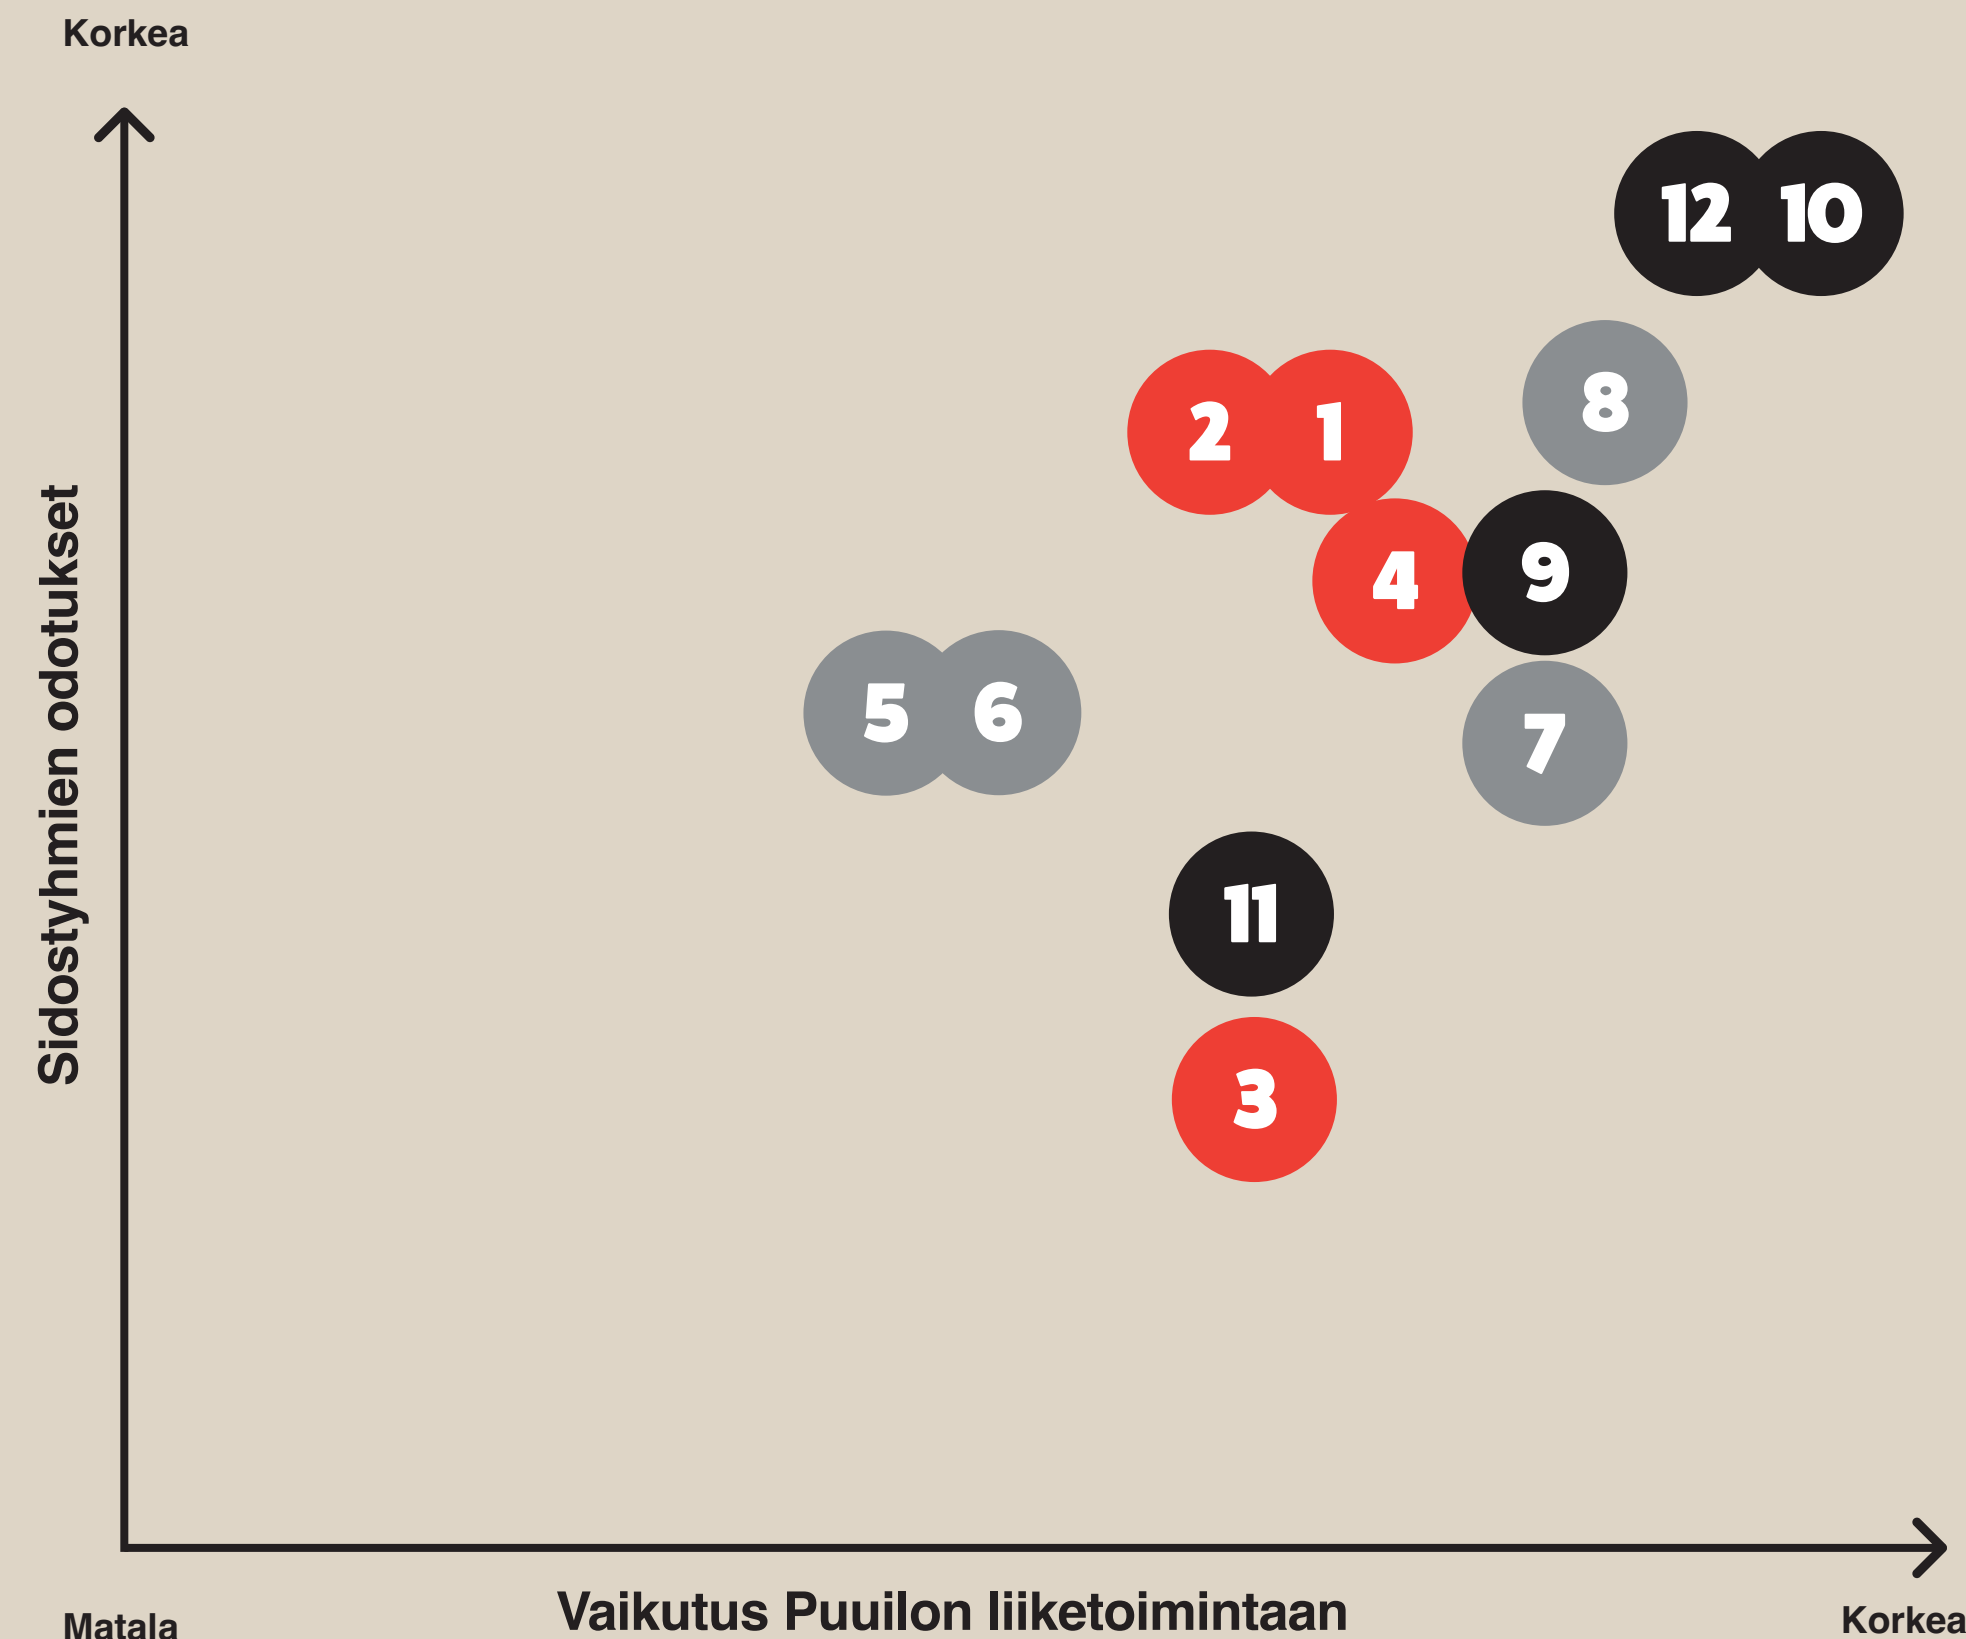 Korkea
12 10
8
2 1
4 9
5 6
7
11
3
Sidostyhmien odotukset
Vaikutus Puuilon liiketoimintaan
Matala
Korkea